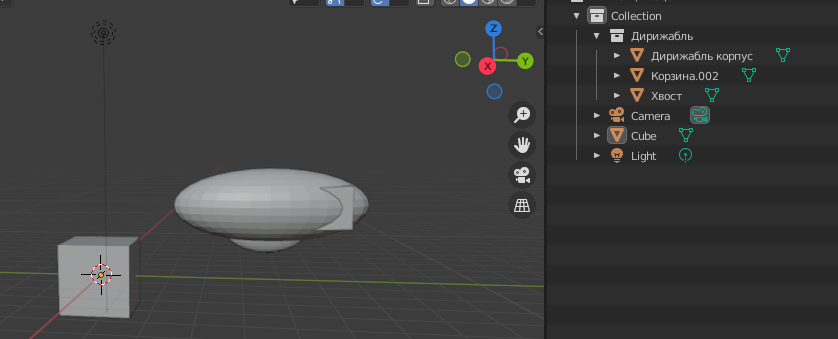 Collection
Дирижабль
Z
Дирижабль корпус
X
Y
Корзина.002
Хвост
Camera
Cube
Light